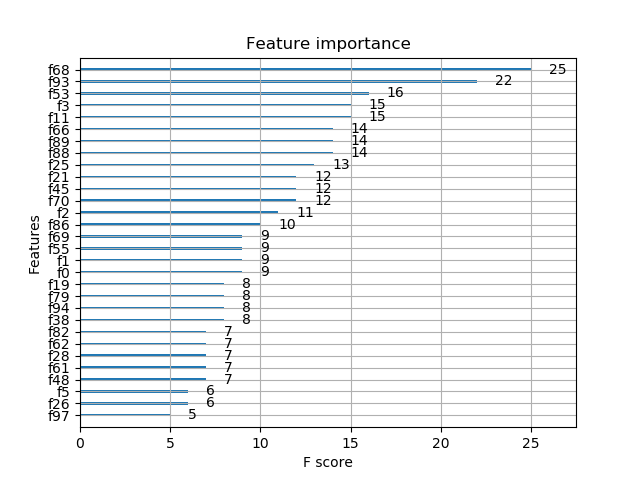 Feature importance
f68 25
f93 22
f53 16
f3 15
f11 15
f66 14
f89 14
f88 14
f25 13
f21 12
f45 12
f70 12
f2 11
f86 10
f69 9
f55 9
f1 9
f0 9
f19 8
f79 8
f94 8
f38 8
f82 7
f62 7
f28 7
f61 7
f48 7
f5 6
f26 6
f97 5
Features
0 5 10 15 20 25
F score